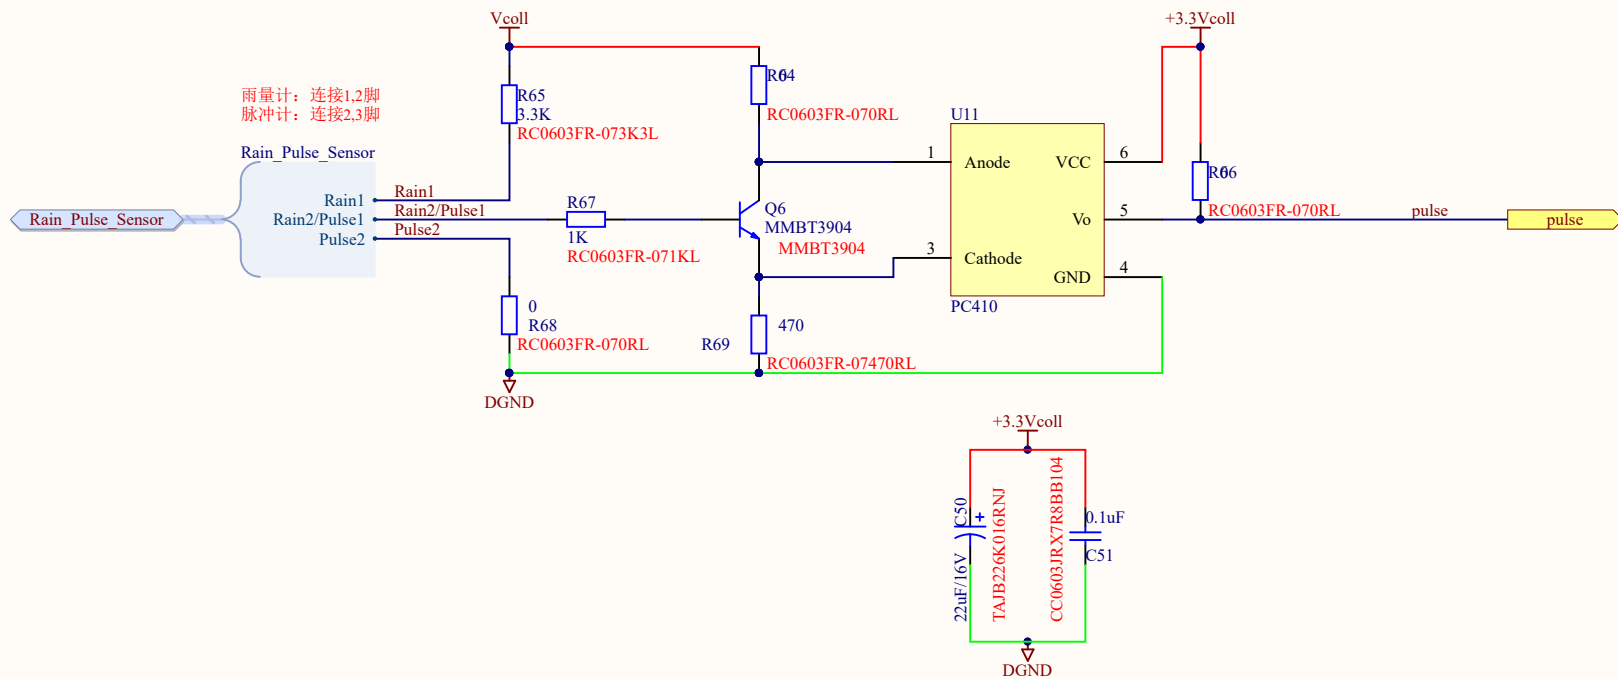 Vcoll
+3.3Vcoll
雨量计：连接1,2脚
脉冲计：连接2,3脚
R65
3.3K
RC0603FR-073K3L
RC0603FR-070RL
U11
Rain_Pulse_Sensor
Rain_Pulse_Sensor
Rain1
Rain2/Pulse1
Pulse2
Rain1
Rain2/Pulse1
Pulse2
R67
1K
RC0603FR-071KL
Q6
MMBT3904
MMBT3904
1
Anode
VCC
6
Vo
5
3
Cathode
GND
4
PC410
RC0603FR-070RL
pulse
pulse
0
R68
RC0603FR-070RL
470
R69
RC0603FR-07470RL
DGND
+3.3Vcoll
C50
+
22uF/16V
TAJB226K016RNJ
CC0603JRX7R8BB104
0.1uF
C51
DGND